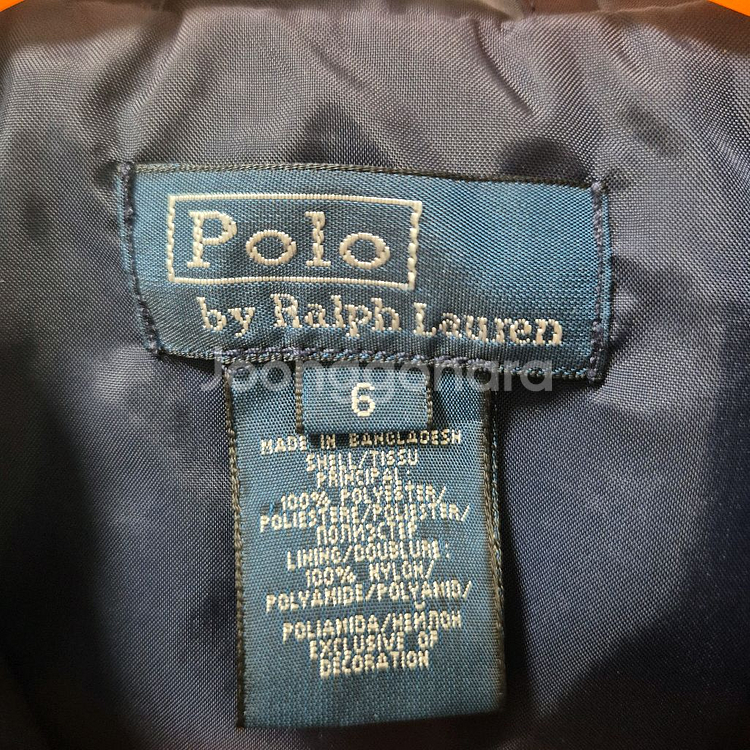 Polo
by Ralph Lauren
Joonggonara
6
MADE IN BANGLADESH
SHELL/TISSU
PRINCIPAL:
100% POLYESTER/
POLIESTERE/POLIESTER/
ПОЛИЭСТЕР
LINING/DOUBLURE:
100% NYLON/
POLYAMIDE/POLYAMID/
POLIAMIDA/НЕЙЛОН
EXCLUSIVE OF
DECORATION